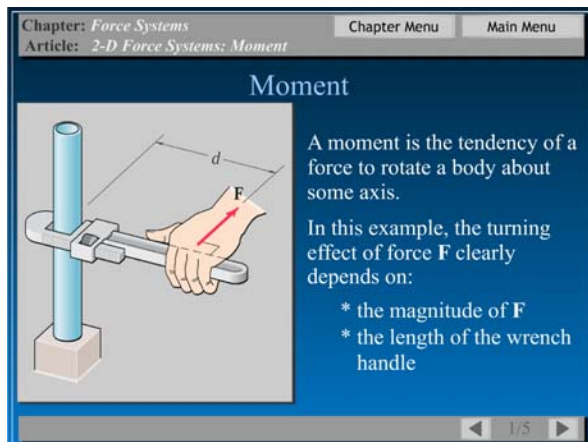 Chapter: Force Systems
Article: 2-D Force Systems: Moment
Chapter Menu
Main Menu
Moment
d
F
A moment is the tendency of a
force to rotate a body about
some axis.
In this example, the turning
effect of force F clearly
depends on:
* the magnitude of F
* the length of the wrench
handle
1/5